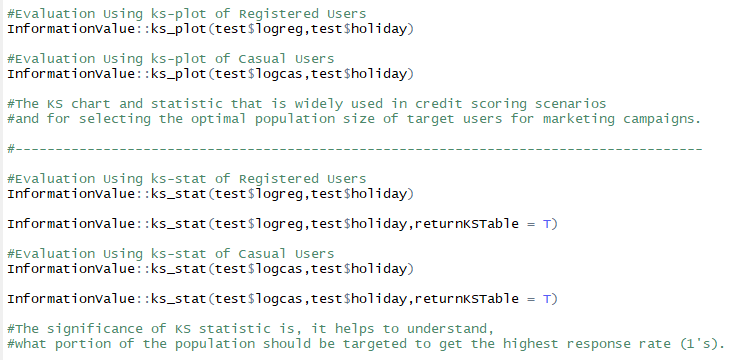 #Evaluation Using ks-plot of Registered Users
InformationValue::ks_plot(test$logreg,test$holiday)
#Evaluation Using ks-plot of Casual Users
InformationValue::ks_plot(test$logcas,test$holiday)
#The KS chart and statistic that is widely used in credit scoring scenarios
#and for selecting the optimal population size of target users for marketing campaigns.
#--------------------------------------------------------------------------------------
#Evaluation Using ks-stat of Registered Users
InformationValue::ks_stat(test$logreg,test$holiday)
InformationValue::ks_stat(test$logreg,test$holiday,returnKSTable = T)
#Evaluation Using ks-stat of Casual Users
InformationValue::ks_stat(test$logcas,test$holiday)
InformationValue::ks_stat(test$logcas,test$holiday,returnKSTable = T)
#The significance of KS statistic is, it helps to understand,
#what portion of the population should be targeted to get the highest response rate (1's).